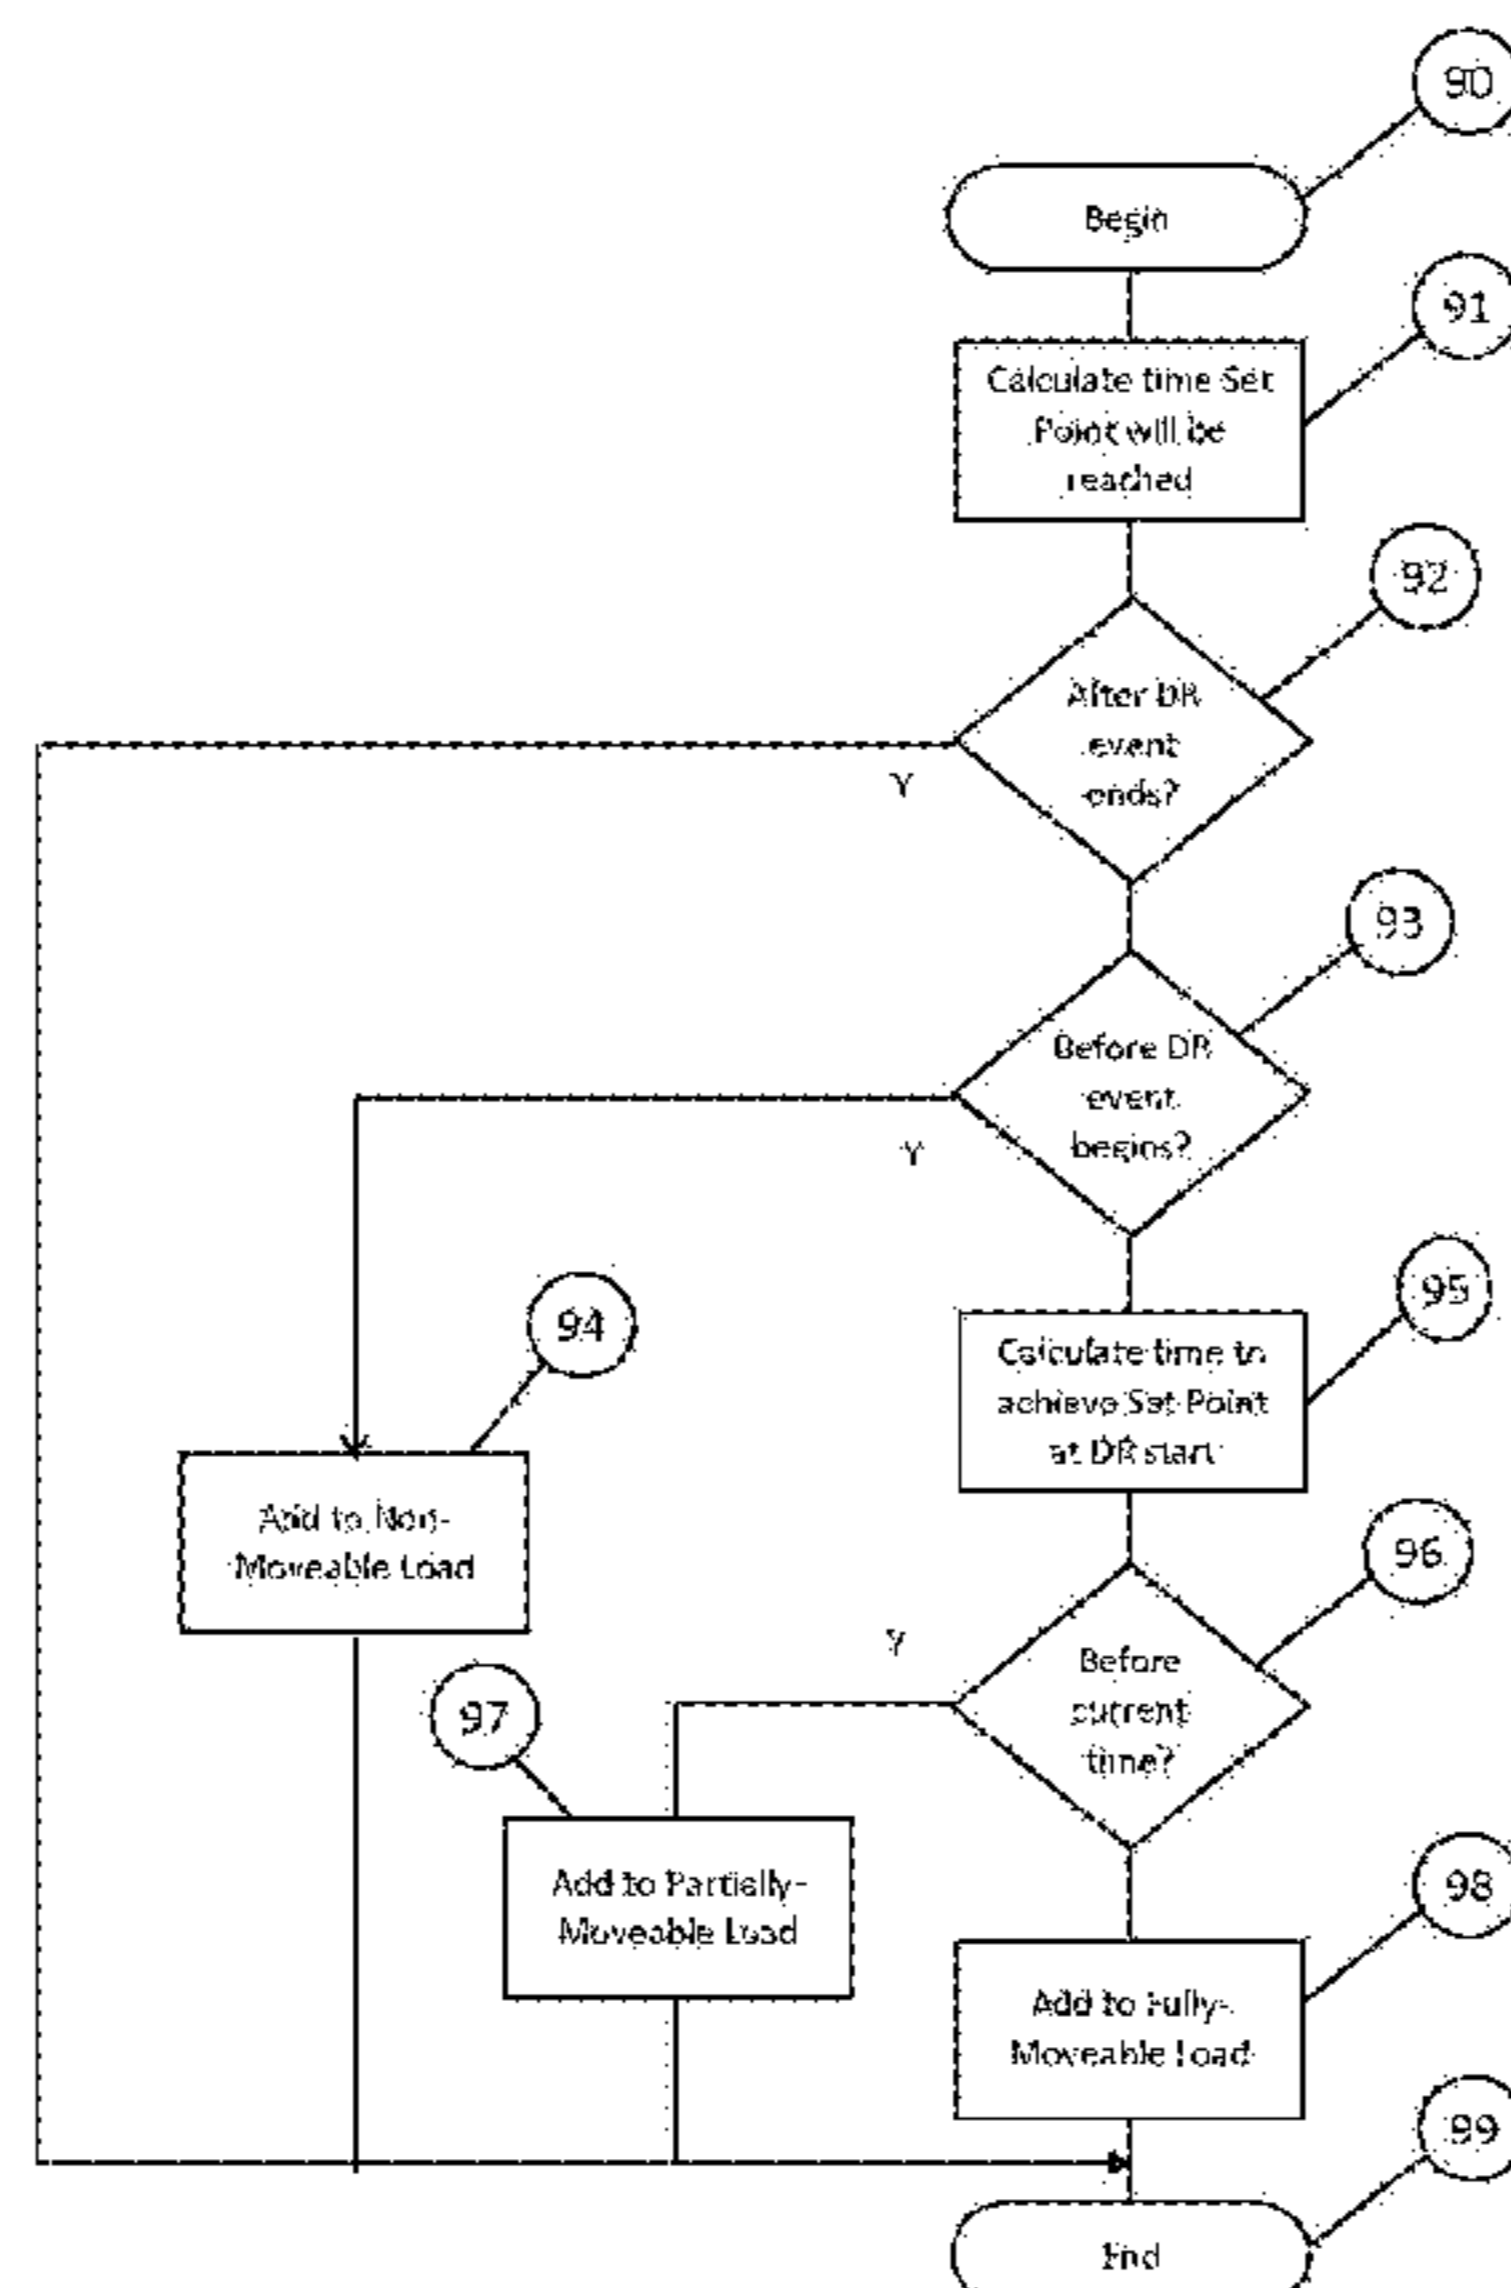 90
Begin
91
Calculate time Set
Point will be
reached
92
After DR
event
ends?
Y
93
Before DR
event
begins?
Y
94
95
Calculate time to
achieve Set Point
at DR start
Add to Non-
Moveable Load
96
Y
Before
current
time?
97
Add to Partially-
Moveable Load
98
Add to Fully-
Moveable Load
99
End